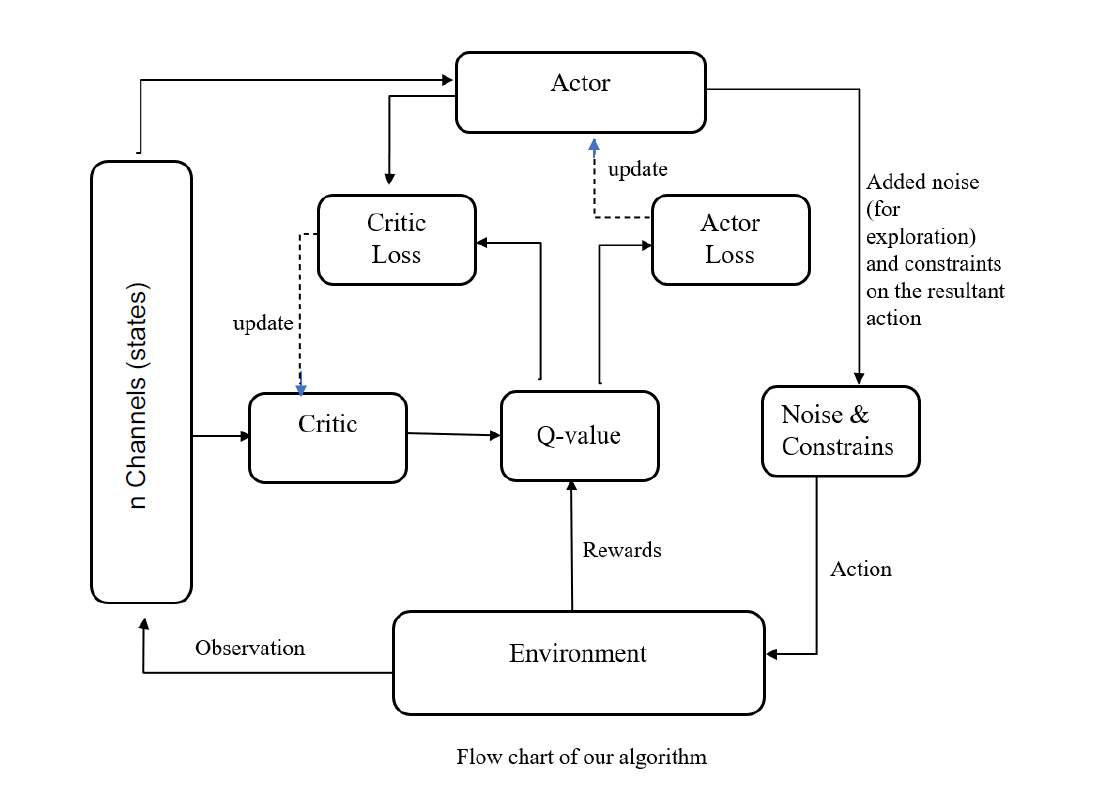 Actor
update
Added noise
(for
exploration)
and constraints
on the resultant
action
Critic
Loss
Actor
Loss
n Channels (states)
update
Critic
Q-value
Noise &
Constrains
Rewards
Action
Observation
Environment
Flow chart of our algorithm